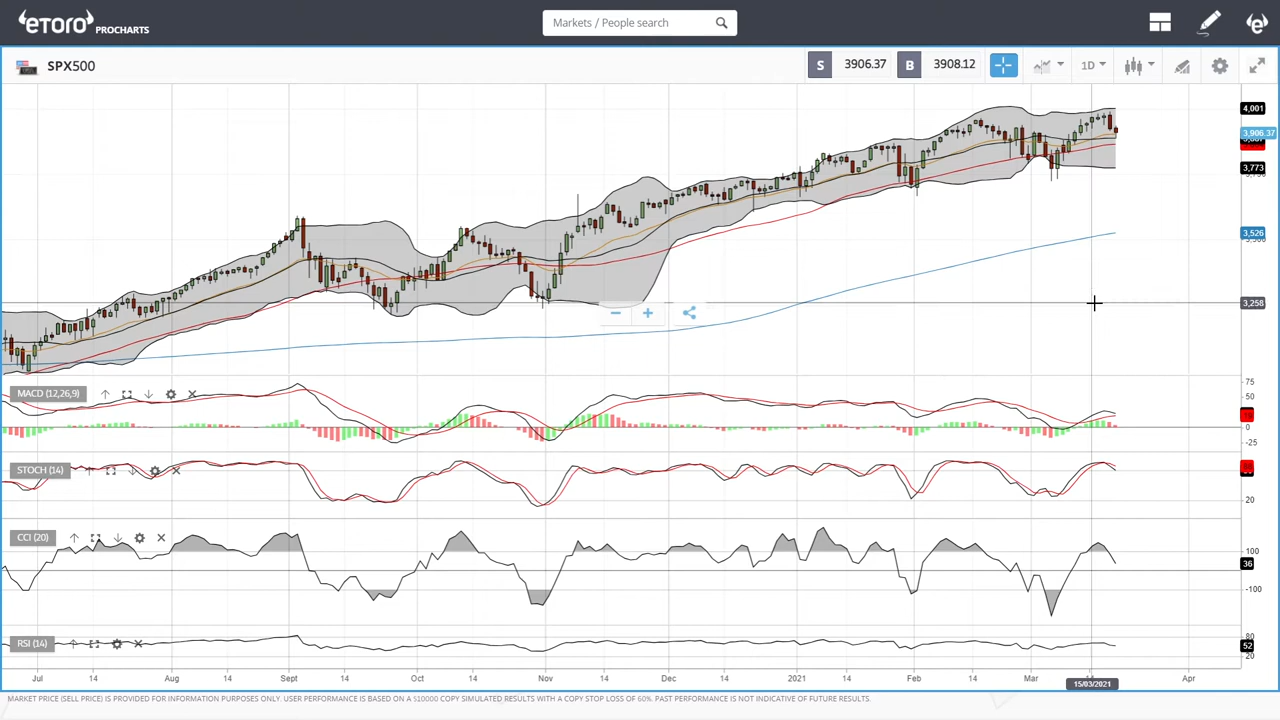 eToro PROCHARTS
Markets / People search
SPX500
S 3906.37 B 3908.12 1D
4,001
3,906.37
3,773
3,526
3,258
MACD (12,26,9)
75
50
0
-25
STOCH (14)
20
CCI (20)
100
36
-100
RSI (14)
80
52
20
Jul 14 Aug 14 Sept 14 Oct 14 Nov 14 Dec 14 2021 14 Feb 14 Mar 14 Apr
15/03/2021
MARKET PRICE (SELL PRICE) IS PROVIDED FOR INFORMATION PURPOSES ONLY. USER PERFORMANCE IS BASED ON A $10000 COPY SIMULATED RESULTS WITH A COPY STOP LOSS OF 60%. PAST PERFORMANCE IS NOT INDICATIVE OF FUTURE RESULTS.